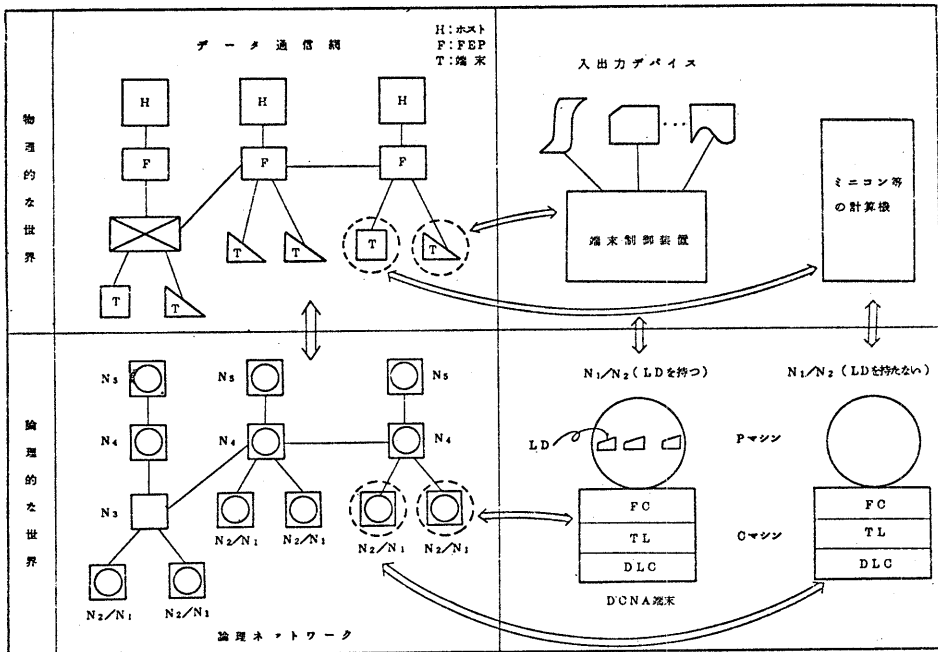 物理的な世界
データ通信網
H:ホスト
F:FEP
T:端末
H
H
H
F
F
F
T
T
T
T
T
T
入出力デバイス
...
端末制御装置
ミニコン等
の計算機
論理的な世界
N3
N5
N5
N4
N4
N4
N3
N2/N1
N2/N1
N2/N1
N2/N1
N2/N1
N2/N1
論理ネットワーク
N1/N2(LDを持つ)
N1/N2(LDを持たない)
LD
Pマシン
FC
TL
DLC
Cマシン
FC
TL
DLC
DCNA端末